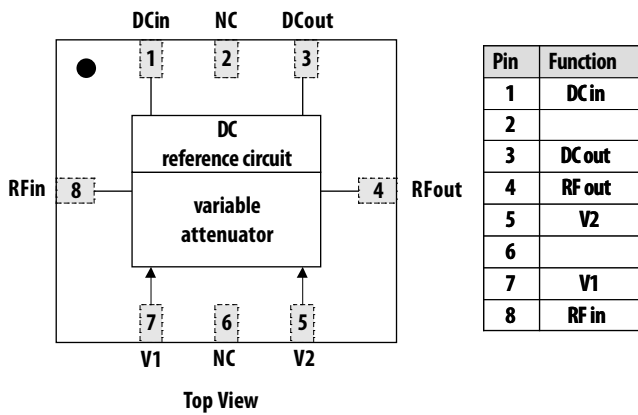 DCin NC DCout
1 2 3
DC
reference circuit
RFin 8
4 RFout
variable
attenuator
7 6 5
V1 NC V2
Top View
Pin Function
1 DC in
2
3 DC out
4 RF out
5 V2
6
7 V1
8 RF in